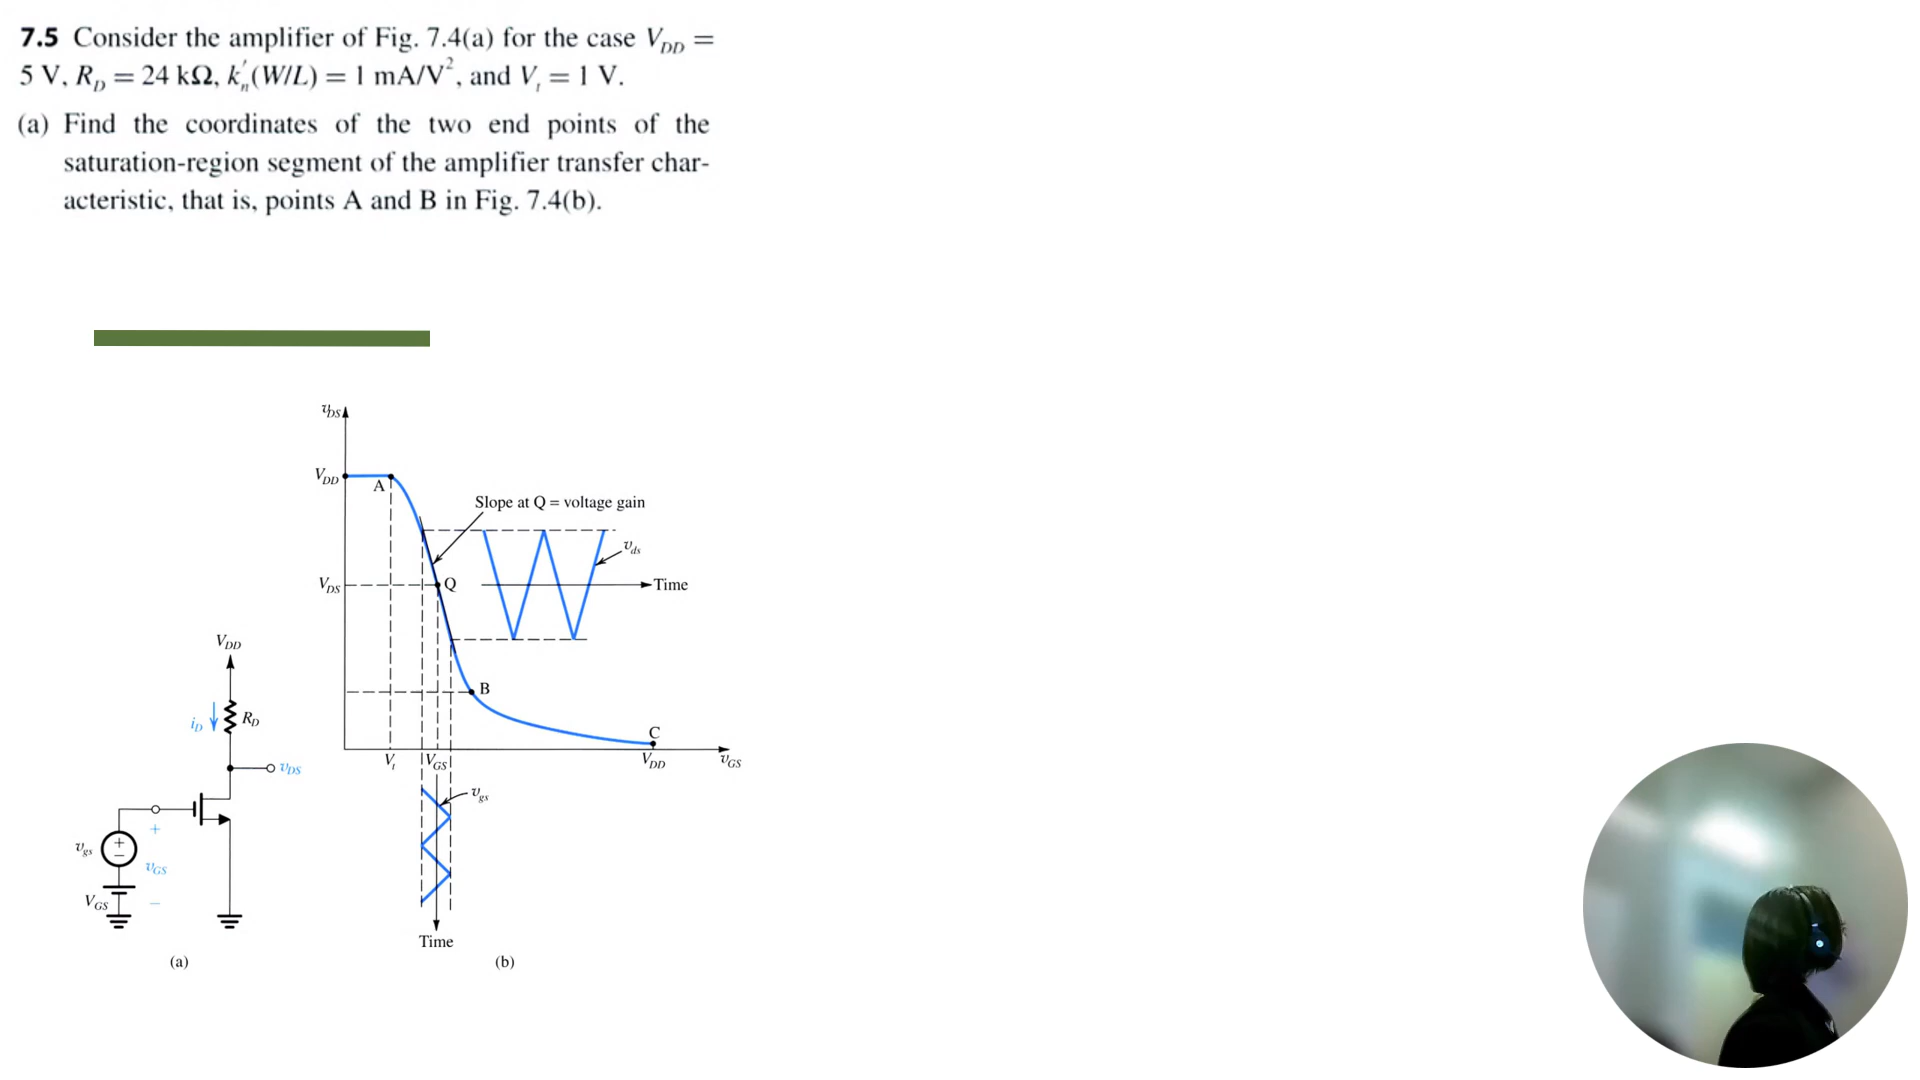 7.5 Consider the amplifier of Fig. 7.4(a) for the case V_DD =
5 V, R_D = 24 kΩ, k′_n(W/L) = 1 mA/V², and V_t = 1 V.
(a) Find the coordinates of the two end points of the
saturation-region segment of the amplifier transfer char-
acteristic, that is, points A and B in Fig. 7.4(b).
v_DS
V_DD
A
Slope at Q = voltage gain
v_ds
V_DS
Q
Time
V_DD
B
i_D
R_D
C
V_t
V_GS
V_DD
v_GS
v_DS
v_gs
+
v_gs
+
−
v_GS
V_GS
−
Time
(a)
(b)